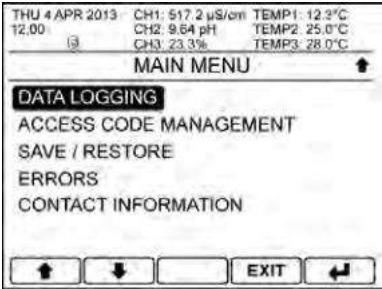 THU 4 APR 2013 CH1: 517.2 µS/cm TEMP1: 12.3°C
12:00 CH2: 9.64 pH TEMP2: 25.0°C
CH3: 23.3% TEMP3: 28.0°C
MAIN MENU
DATA LOGGING
ACCESS CODE MANAGEMENT
SAVE / RESTORE
ERRORS
CONTACT INFORMATION
EXIT